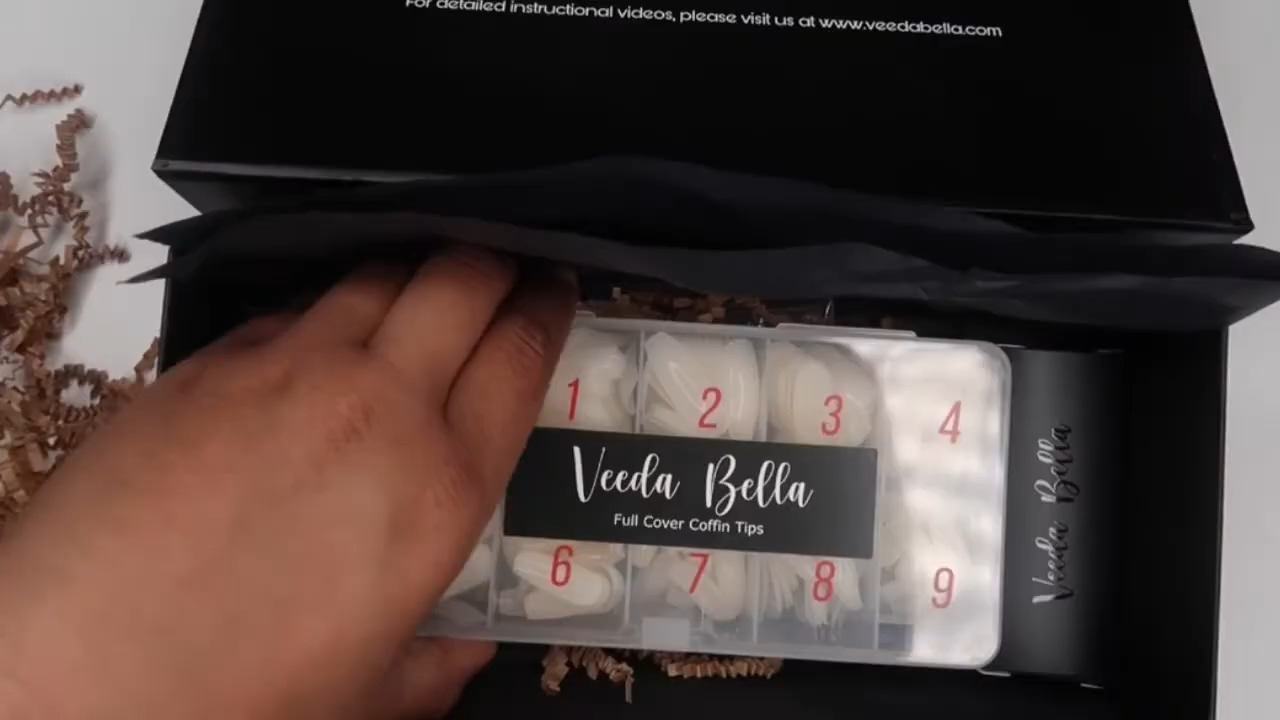 For detailed instructional videos, please visit us at www.veedabella.com
1 2 3 4
Veeda Bella
Full Cover Coffin Tips
6 7 8 9
Veeda Bella